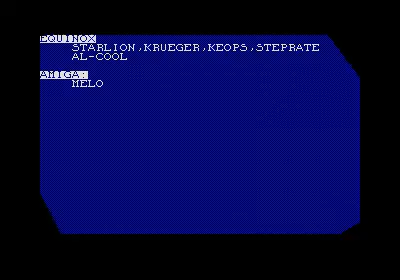 EQUINOX
STARLION,KRUEGER,KEOPS,STEPRATE
AL-COOL
AMIGA:
MELO